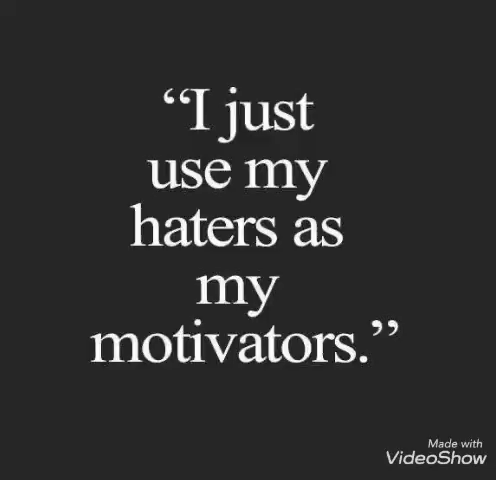 “I just
use my
haters as
my
motivators.”
Made with
VideoShow